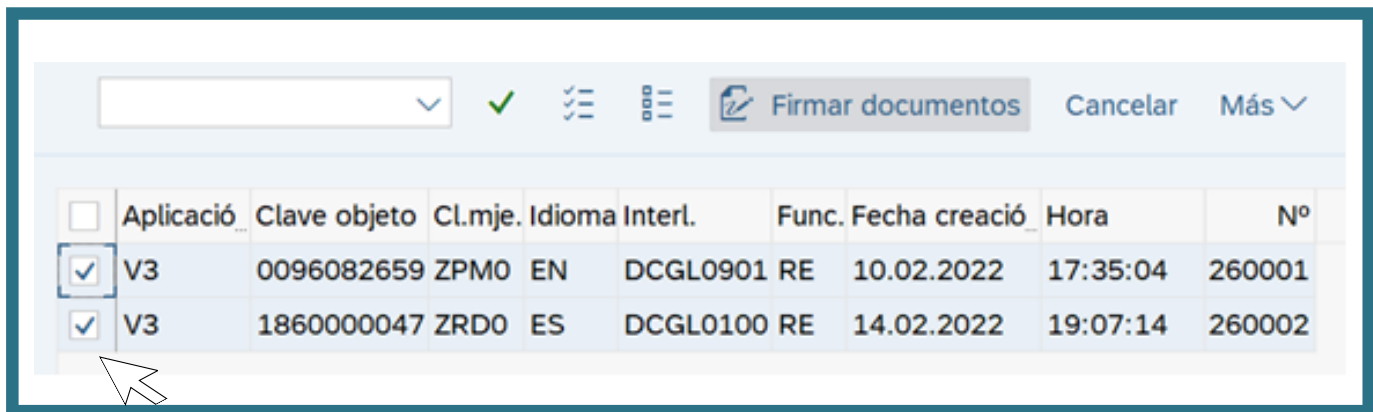 Firmar documentos Cancelar Más
Aplicació Clave objeto Cl.mje. Idioma Interl. Func. Fecha creació Hora Nº
V3 0096082659 ZPM0 EN DCGL0901 RE 10.02.2022 17:35:04 260001
V3 1860000047 ZRD0 ES DCGL0100 RE 14.02.2022 19:07:14 260002